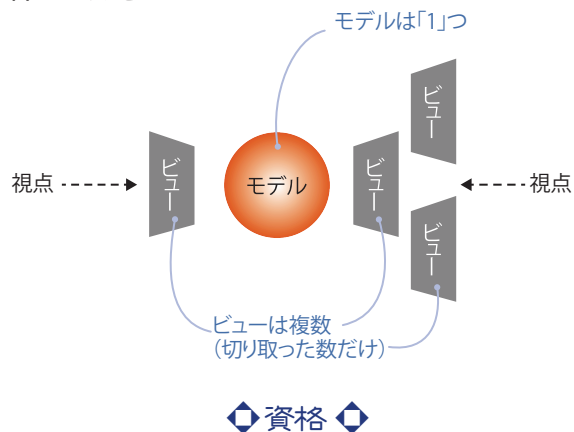 モデルは「1」つ
ビュー
視点
ビュー
モデル
ビュー
視点
ビュー
ビューは複数
(切り取った数だけ)
資格